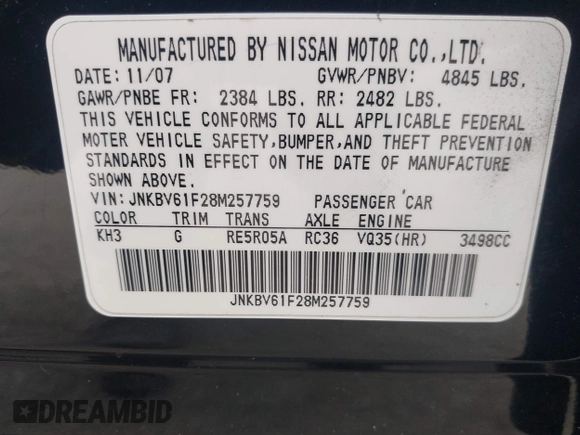 MANUFACTURED BY NISSAN MOTOR CO.,LTD.
DATE: 11/07 GVWR/PNBV: 4845 LBS.
GAWR/PNBE FR: 2384 LBS. RR: 2482 LBS.
THIS VEHICLE CONFORMS TO ALL APPLICABLE FEDERAL
MOTER VEHICLE SAFETY,BUMPER,AND THEFT PREVENTION
STANDARDS IN EFFECT ON THE DATE OF MANUFACTURE
SHOWN ABOVE.
VIN: JNKBV61F28M257759 PASSENGER CAR
COLOR TRIM TRANS AXLE ENGINE
KH3 G RE5R05A RC36 VQ35(HR) 3498CC
JNKBV61F28M257759
DREAMBID